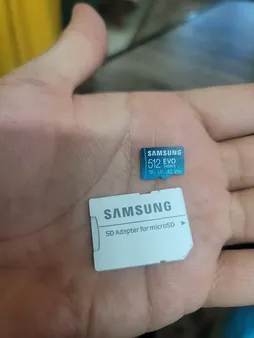 SAMSUNG
512 EVO
SAMSUNG
SD Adapter for microSD